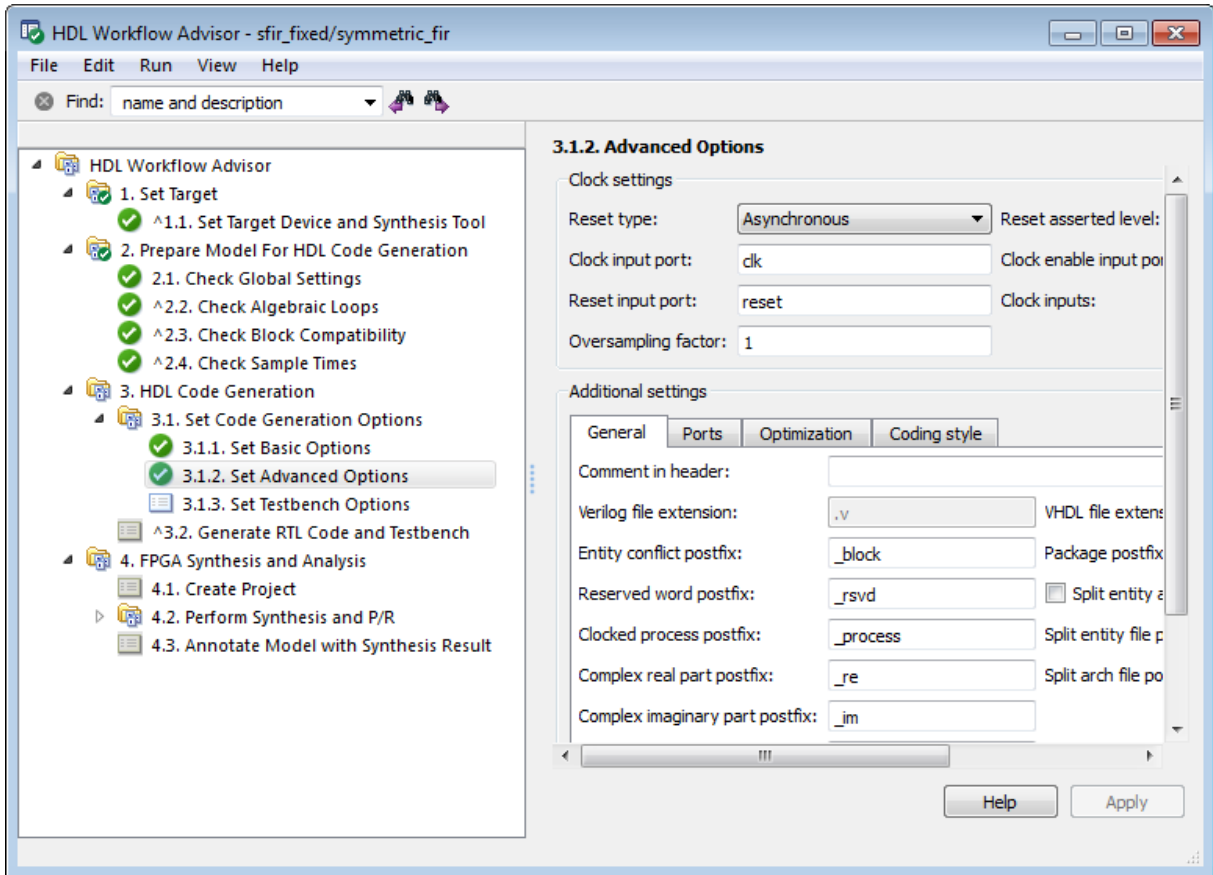 HDL Workflow Advisor - sfir_fixed/symmetric_fir
File Edit Run View Help
Find: name and description
HDL Workflow Advisor
1. Set Target
^1.1. Set Target Device and Synthesis Tool
2. Prepare Model For HDL Code Generation
2.1. Check Global Settings
^2.2. Check Algebraic Loops
^2.3. Check Block Compatibility
^2.4. Check Sample Times
3. HDL Code Generation
3.1. Set Code Generation Options
3.1.1. Set Basic Options
3.1.2. Set Advanced Options
3.1.3. Set Testbench Options
^3.2. Generate RTL Code and Testbench
4. FPGA Synthesis and Analysis
4.1. Create Project
4.2. Perform Synthesis and P/R
4.3. Annotate Model with Synthesis Result
3.1.2. Advanced Options
Clock settings
Reset type: Asynchronous Reset asserted level:
Clock input port: clk Clock enable input por
Reset input port: reset Clock inputs:
Oversampling factor: 1
Additional settings
General Ports Optimization Coding style
Comment in header:
Verilog file extension: .v VHDL file extens
Entity conflict postfix: _block Package postfix
Reserved word postfix: _rsvd Split entity a
Clocked process postfix: _process Split entity file p
Complex real part postfix: _re Split arch file po
Complex imaginary part postfix: _im
Help Apply